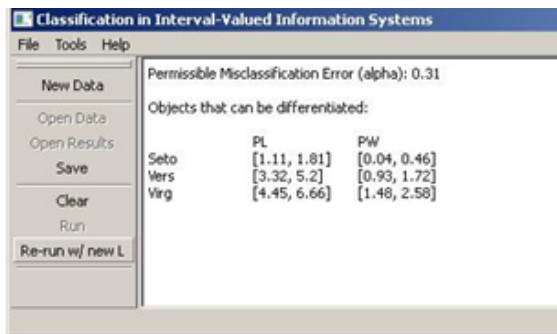 Classification in Interval-Valued Information Systems
File Tools Help
New Data
Open Data
Open Results
Save
Clear
Run
Re-run w/ new L
Permissible Misclassification Error (alpha): 0.31
Objects that can be differentiated:
PL PW
Seto [1.11, 1.81] [0.04, 0.46]
Vers [3.32, 5.2] [0.93, 1.72]
Virg [4.45, 6.66] [1.48, 2.58]